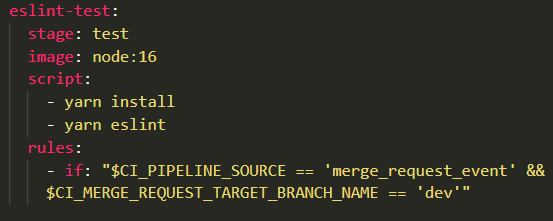 eslint-test:
  stage: test
  image: node:16
  script:
    - yarn install
    - yarn eslint
  rules:
    - if: "$CI_PIPELINE_SOURCE == 'merge_request_event' &&
    $CI_MERGE_REQUEST_TARGET_BRANCH_NAME == 'dev'"